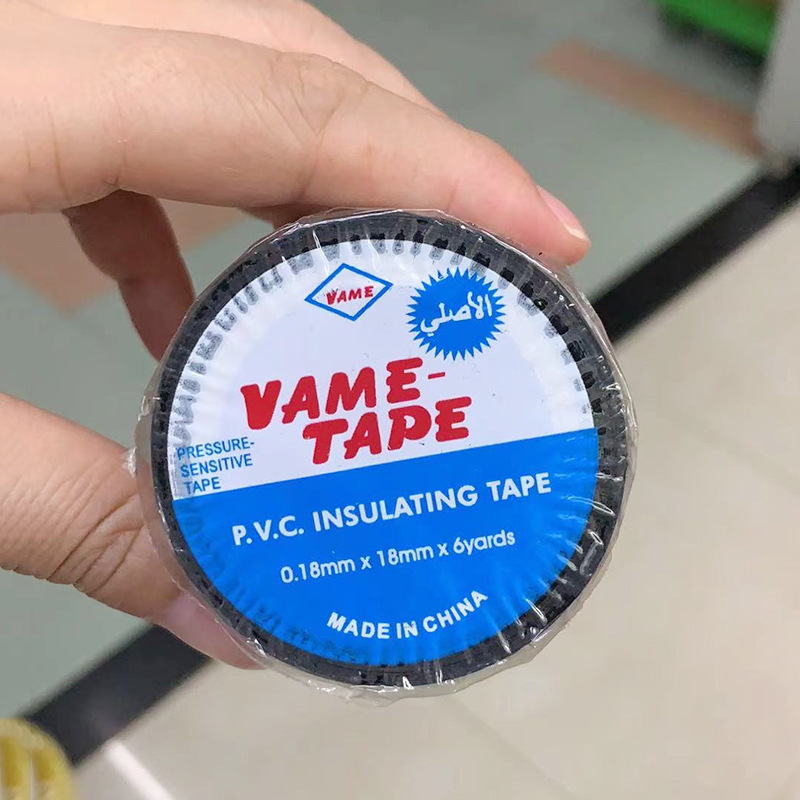 VAME
الأصلي
VAME-
TAPE
PRESSURE-
SENSITIVE
TAPE
P.V.C. INSULATING TAPE
0.18mm x 18mm x 6yards
MADE IN CHINA